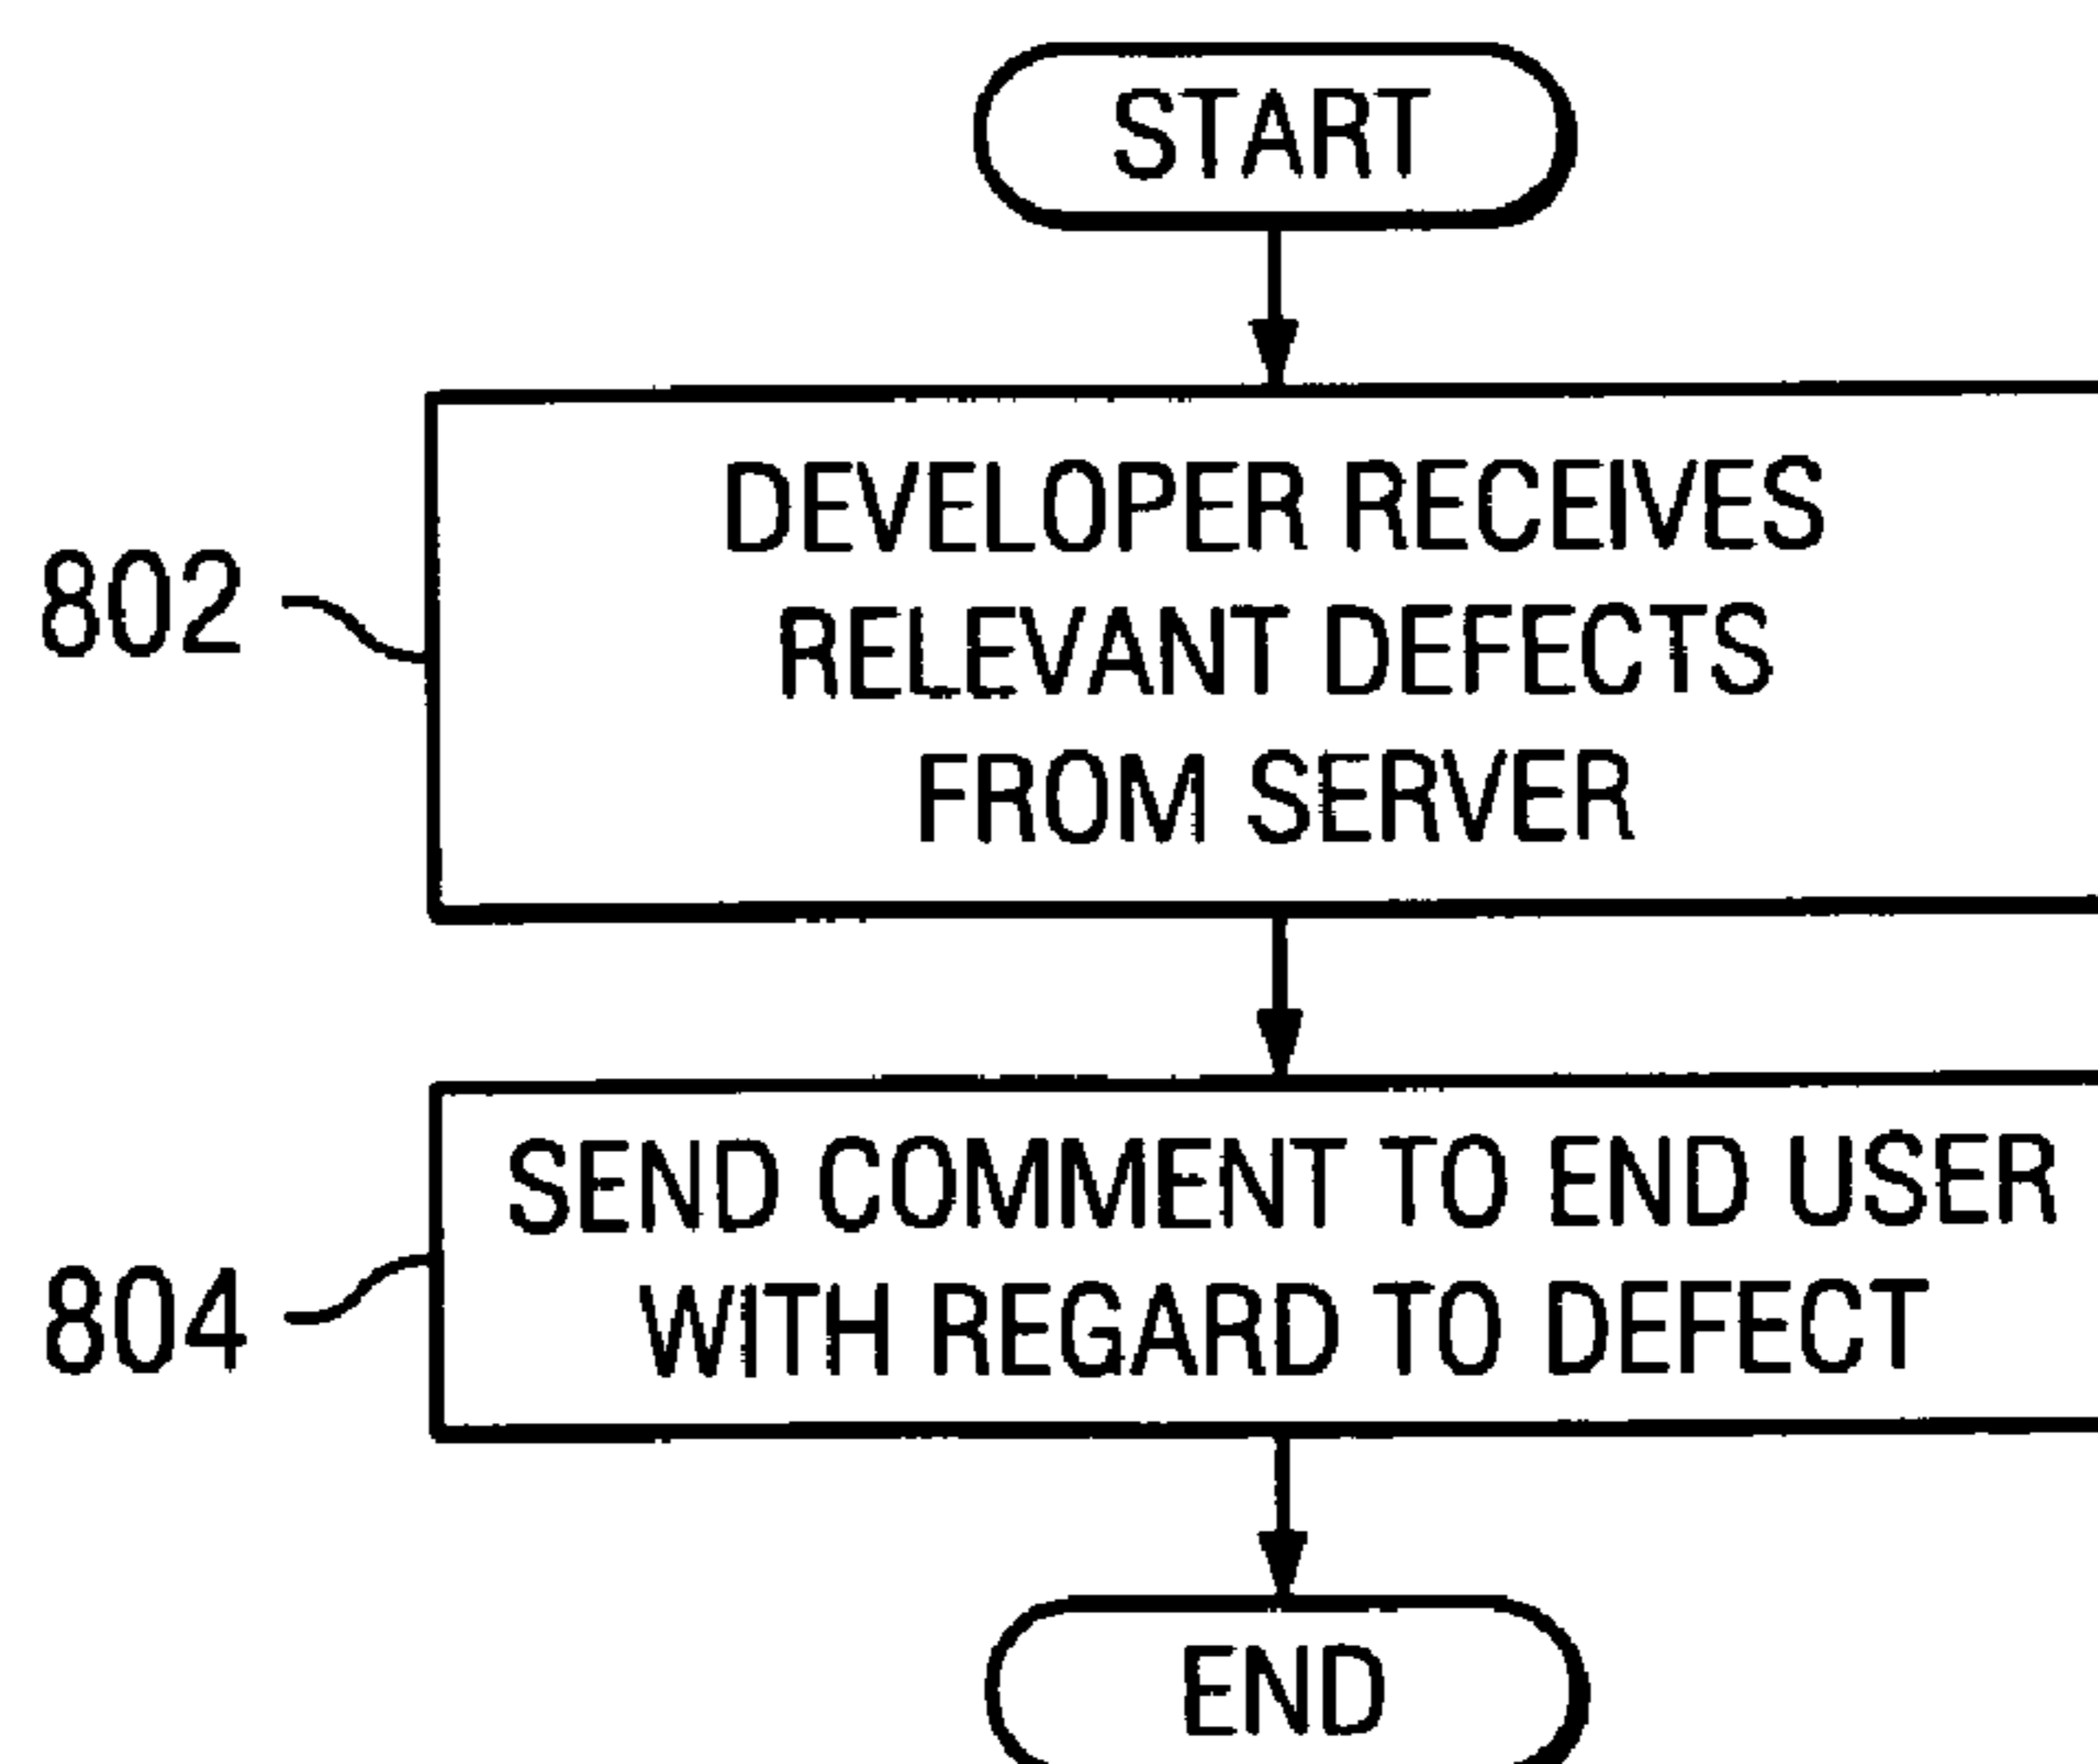 START
802
DEVELOPER RECEIVES
RELEVANT DEFECTS
FROM SERVER
804
SEND COMMENT TO END USER
WITH REGARD TO DEFECT
END